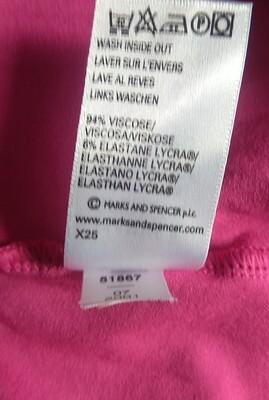 WASH INSIDE OUT
LAVER SUR L'ENVERS
LAVE AL REVES
LINKS WASCHEN
94% VISCOSE/
VISCOSA/VISKOSE
6% ELASTANE LYCRA®/
ELASTHANNE LYCRA®/
ELASTANO LYCRA®/
ELASTHAN LYCRA®/
© MARKS AND SPENCER p.l.c.
www.marksandspencer.com
X25
51867
07